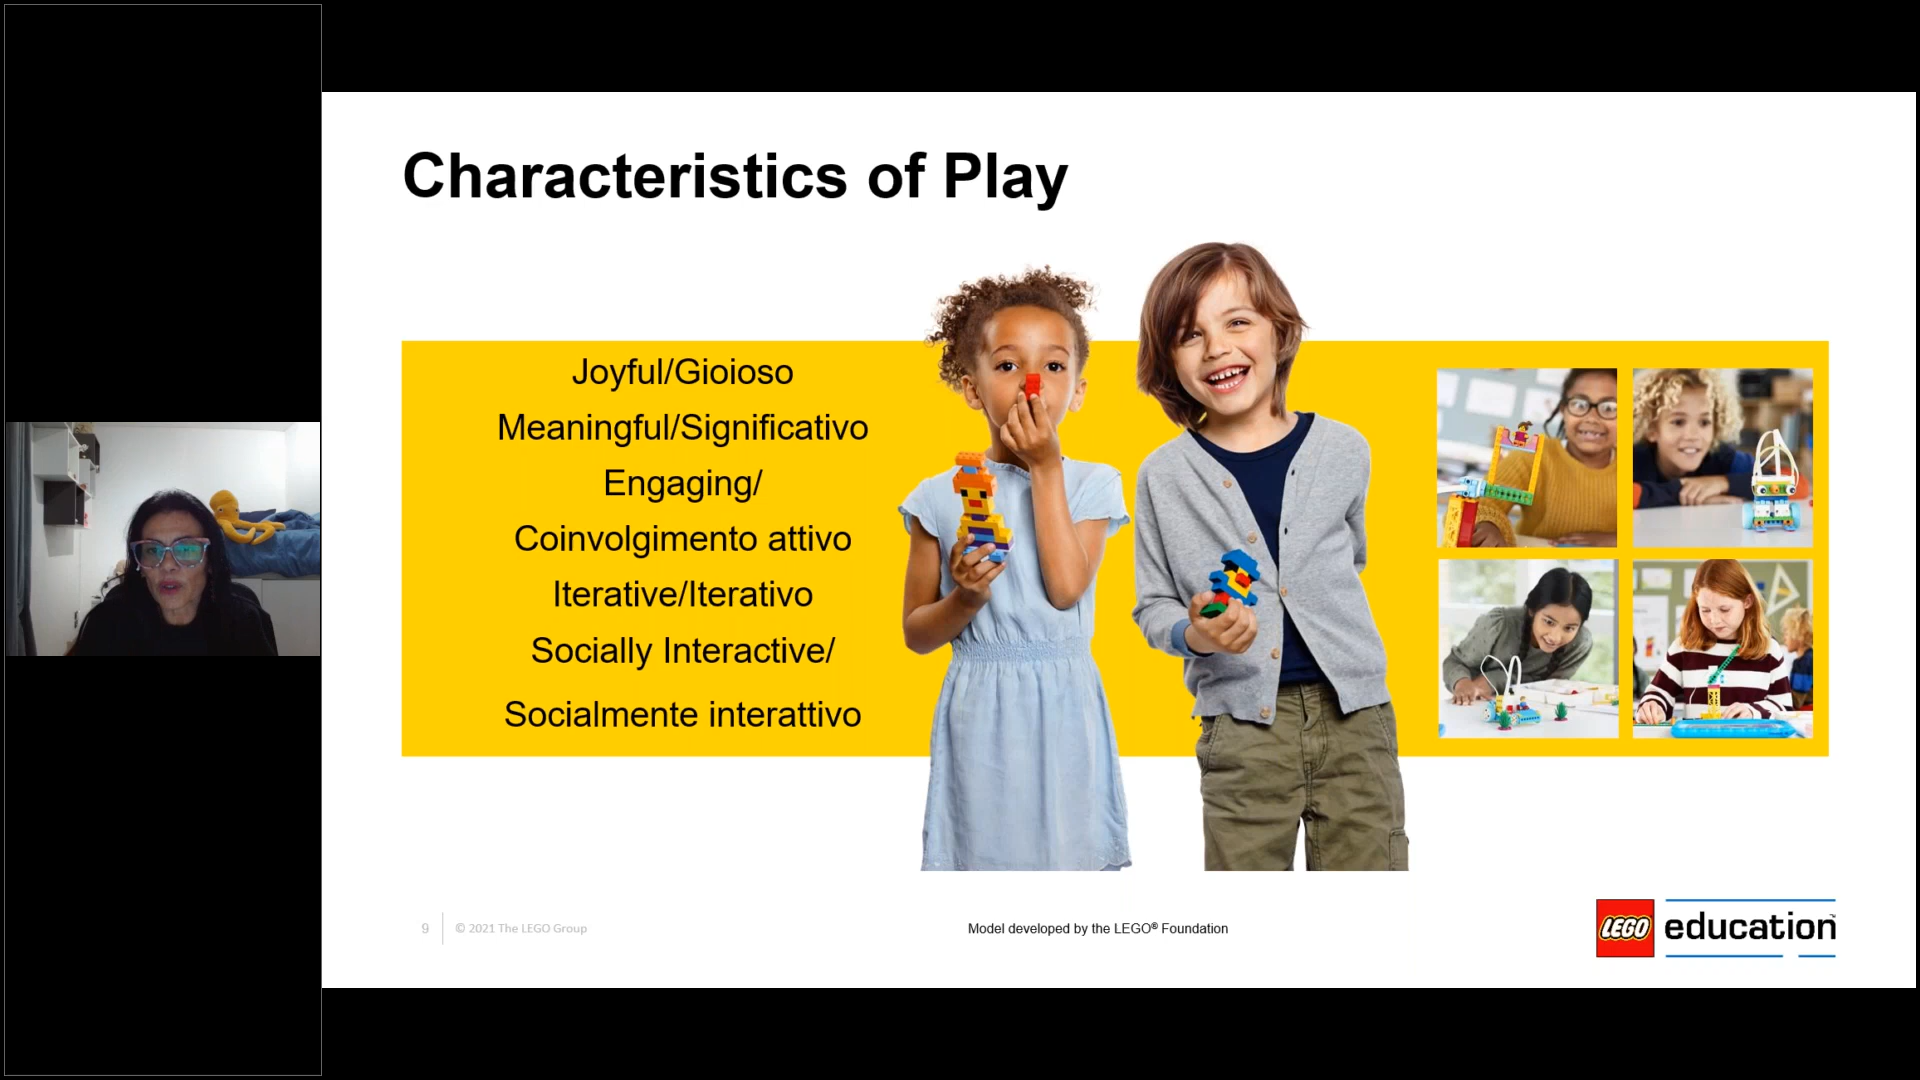 Characteristics of Play
Joyful/Gioioso
Meaningful/Significativo
Engaging/
Coinvolgimento attivo
Iterative/Iterativo
Socially Interactive/
Socialmente interattivo
9
© 2021 The LEGO Group
Model developed by the LEGO® Foundation
LEGO education™